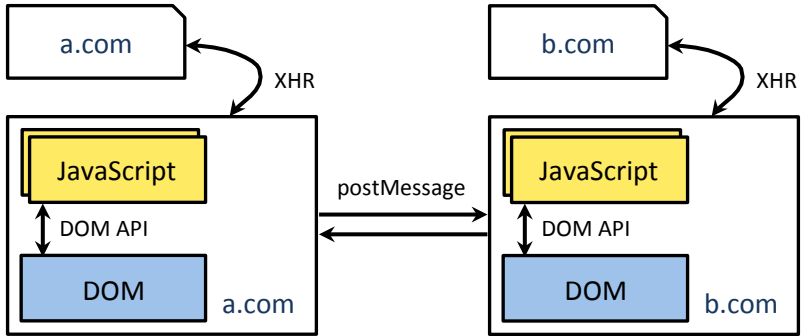 a.com
XHR
JavaScript
DOM API
DOM
a.com
postMessage
b.com
XHR
JavaScript
DOM API
DOM
b.com